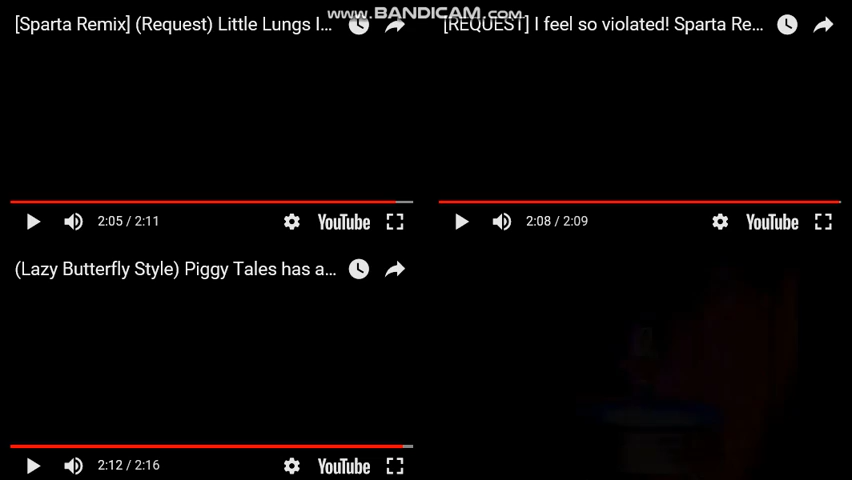 www.BANDICAM.com
[Sparta Remix] (Request) Little Lungs I...
[REQUEST] I feel so violated! Sparta Re...
2:05 / 2:11
YouTube
2:08 / 2:09
YouTube
(Lazy Butterfly Style) Piggy Tales has a...
2:12 / 2:16
YouTube